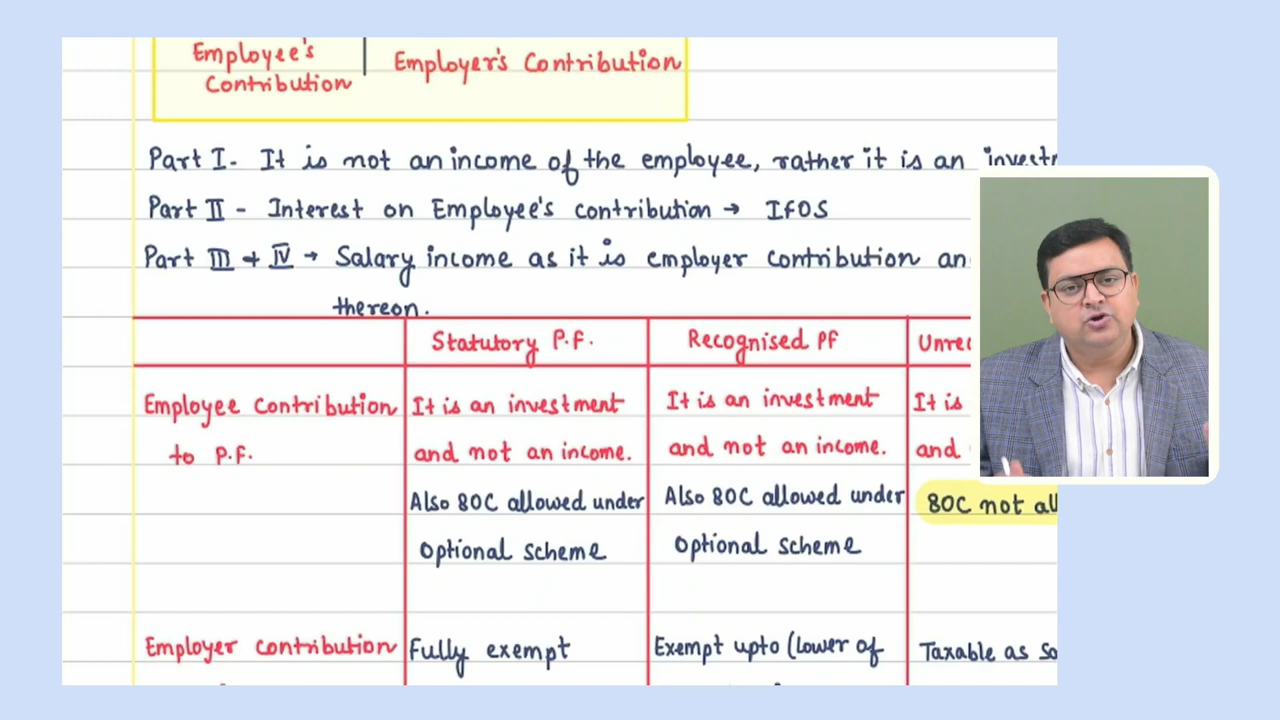 Employee's
Contribution
Employer's Contribution
Part I - It is not an income of the employee, rather it is an
Part II - Interest on Employee's contribution → IFOS
Part III + IV → Salary income as it is employer contribution
thereon.
Statutory P.F.
Recognised PF
Employee Contribution
to P.F.
It is an investment
and not an income.
Also 80C allowed under
Optional Scheme
It is an investment
and not an income.
Also 80C allowed under
Optional Scheme
It is
and
80C not
Employer contribution
Fully exempt
Exempt upto (lower of
Taxable as